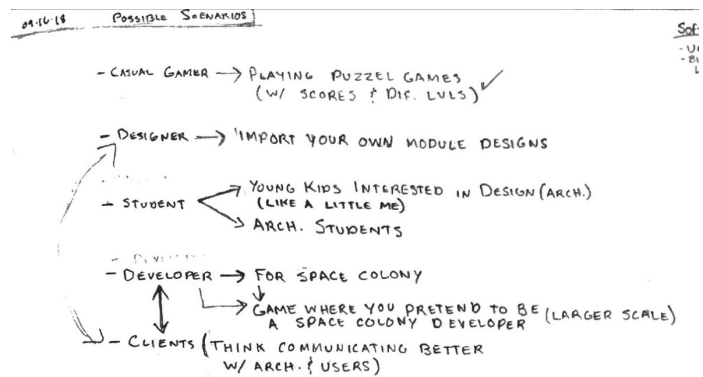 09.16.18 POSSIBLE SCENARIOS
- CASUAL GAMER → PLAYING PUZZEL GAMES
(W/ SCORES & DIF. LVLS) ✓
- DESIGNER → IMPORT YOUR OWN MODULE DESIGNS
- STUDENT → YOUNG KIDS INTERESTED IN DESIGN (ARCH.)
(LIKE A LITTLE ME)
→ ARCH. STUDENTS
- DEVELOPER → FOR SPACE COLONY
→ GAME WHERE YOU PRETEND TO BE (LARGER SCALE)
A SPACE COLONY DEVELOPER
- CLIENTS (THINK COMMUNICATING BETTER
W/ ARCH. & USERS)